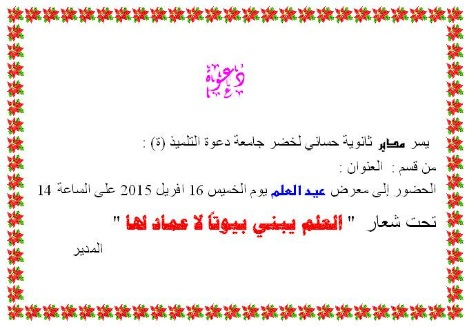 دعوة
يسر مدير ثانوية حساني لخضر جامعة دعوة التلميذ (ة) :
من قسم : العنوان :
الحضور إلى معرض عيد العلم يوم الخميس 16 افريل 2015 على الساعة 14
تحت شعار " العلم يبني بيوتا لا عماد لها "
المدير